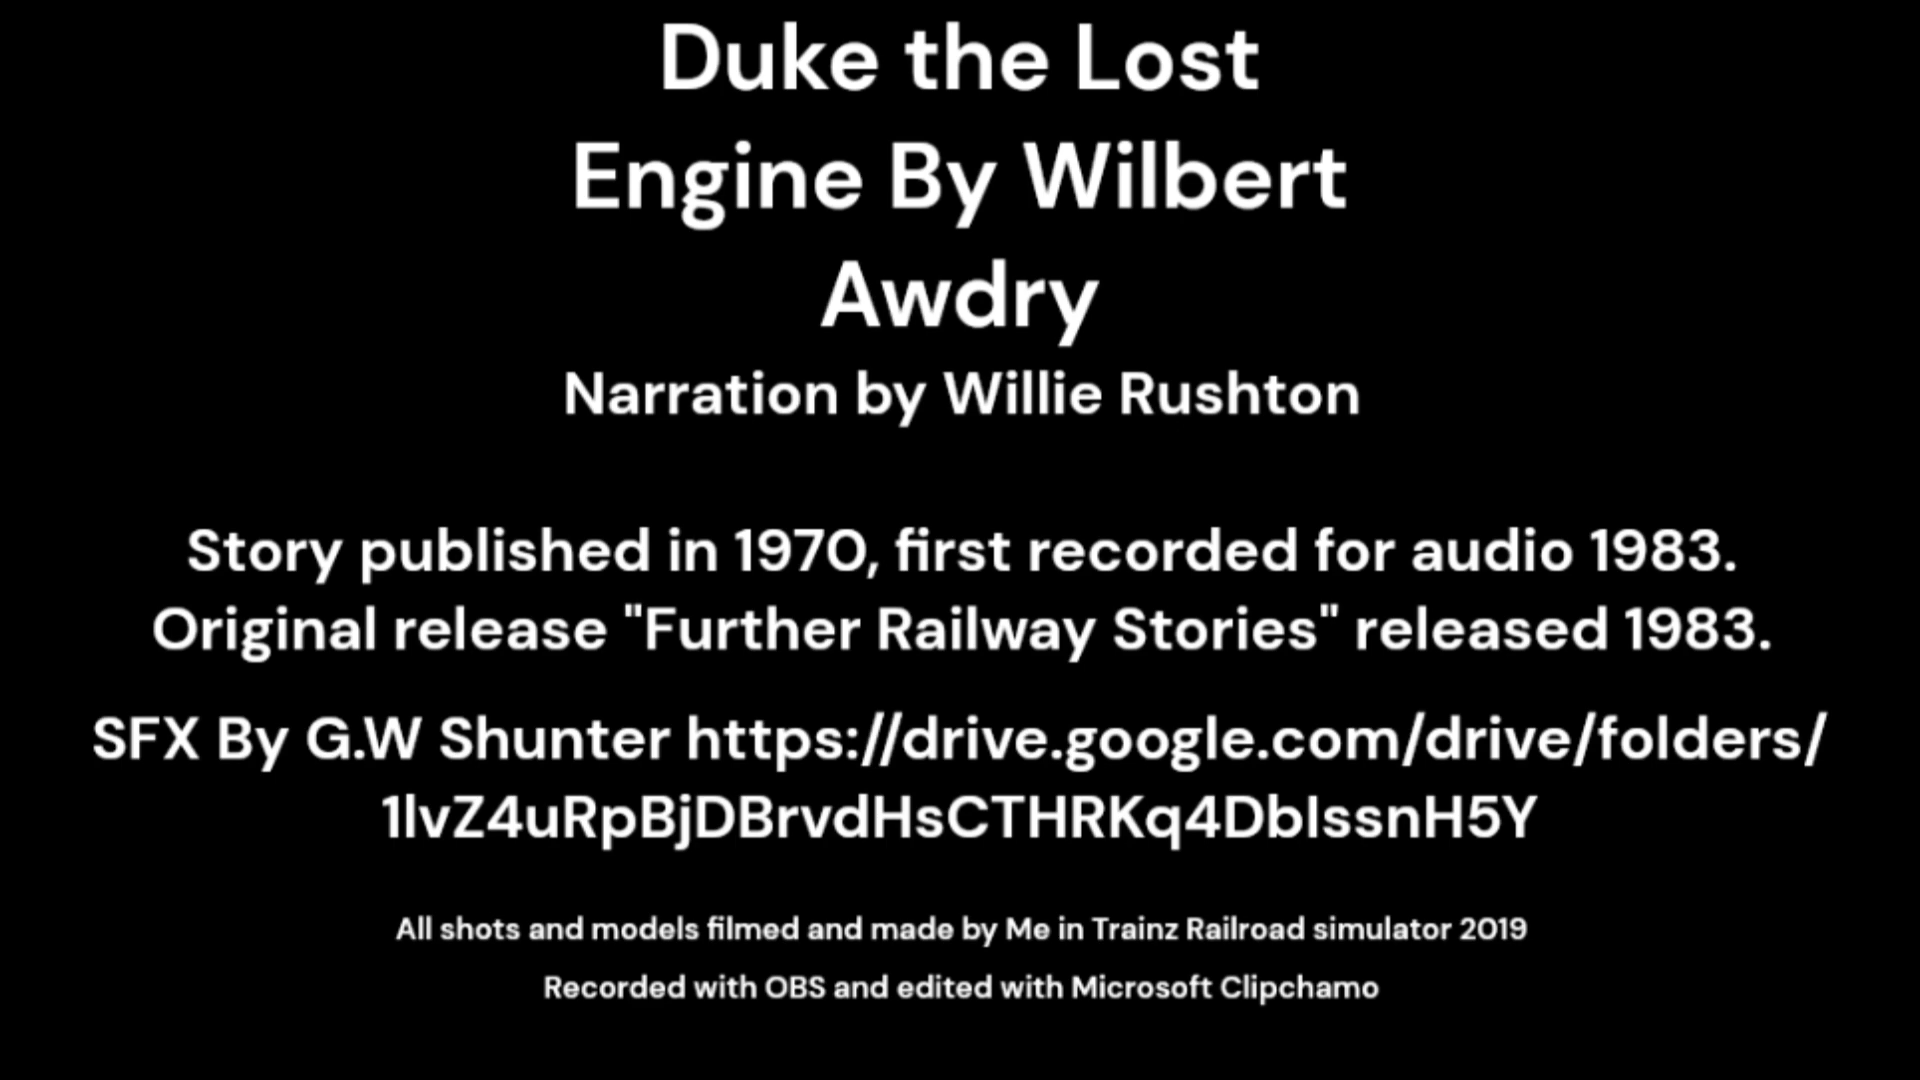 Duke the Lost
Engine By Wilbert
Awdry
Narration by Willie Rushton
Story published in 1970, first recorded for audio 1983.
Original release "Further Railway Stories" released 1983.
SFX By G.W Shunter https://drive.google.com/drive/folders/
1lvZ4uRpBjDBrvdHsCTHRKq4DbIssnH5Y
All shots and models filmed and made by Me in Trainz Railroad simulator 2019
Recorded with OBS and edited with Microsoft Clipchamo